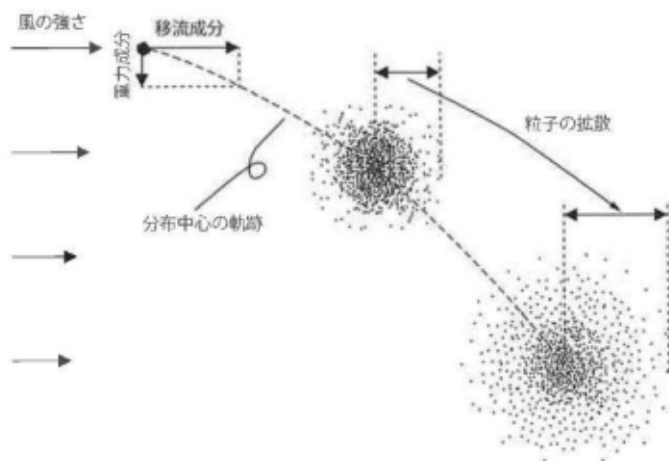 風の強さ
移流成分
重力成分
粒子の拡散
分布中心の軌跡